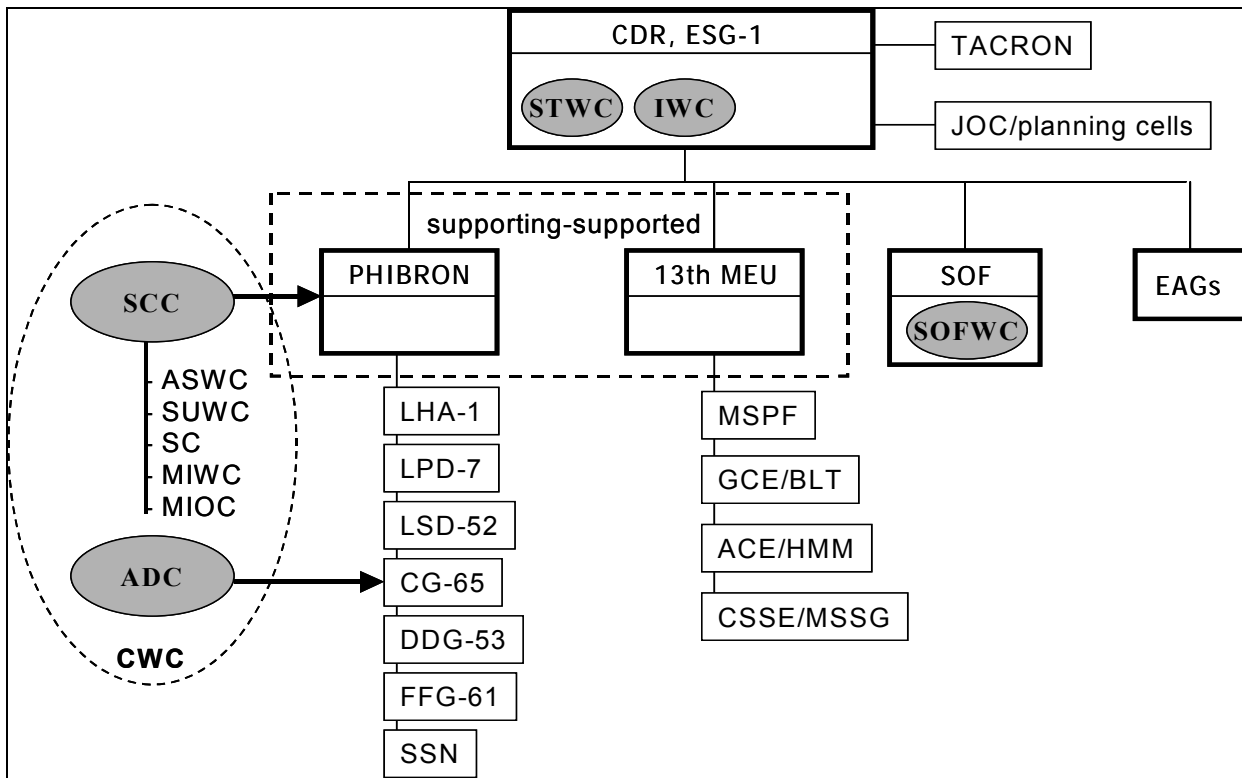 CDR, ESG-1
STWC
IWC
TACRON
JOC/planning cells
supporting-supported
PHIBRON
13th MEU
SOF
SOFWC
EAGs
SCC
ASWC
SUWC
SC
MIWC
MIOC
ADC
CWC
LHA-1
LPD-7
LSD-52
CG-65
DDG-53
FFG-61
SSN
MSPF
GCE/BLT
ACE/HMM
CSSE/MSSG